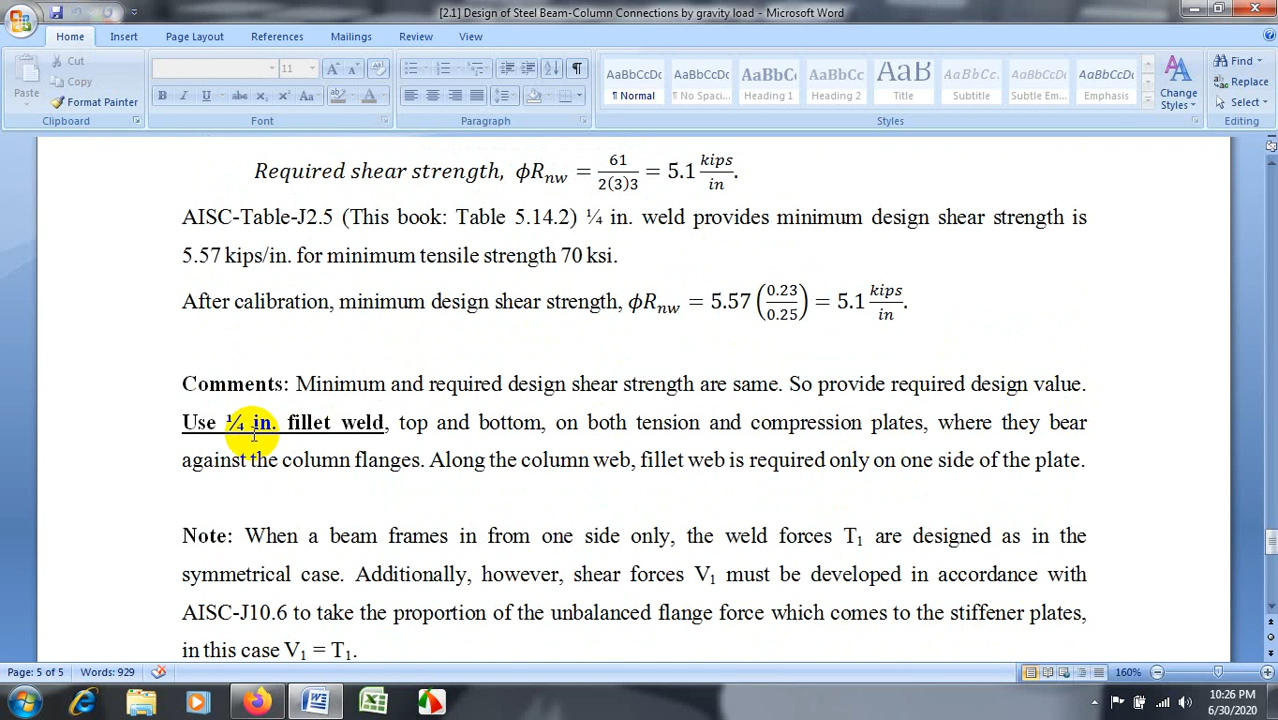 [2.1] Design of Steel Beam-Column Connections by gravity load - Microsoft Word
Home Insert Page Layout References Mailings Review View
Paste
Cut
Copy
Format Painter
Clipboard
11
Font
Paragraph
AaBbCcDc AaBbCcDc AaBbCc AaBbCc AaB AaBbCcL AaBbCcDt AaBbCcDt
¶ Normal ¶ No Spaci... Heading 1 Heading 2 Title Subtitle Subtle Em... Emphasis
Change Styles
Styles
Find
Replace
Select
Editing
Required shear strength, ϕRnw = 61/2(3)3 = 5.1 kips/in.
AISC-Table-J2.5 (This book: Table 5.14.2) ¼ in. weld provides minimum design shear strength is
5.57 kips/in. for minimum tensile strength 70 ksi.
After calibration, minimum design shear strength, ϕRnw = 5.57 (0.23/0.25) = 5.1 kips/in.
Comments: Minimum and required design shear strength are same. So provide required design value.
Use ¼ in. fillet weld, top and bottom, on both tension and compression plates, where they bear
against the column flanges. Along the column web, fillet web is required only on one side of the plate.
Note: When a beam frames in from one side only, the weld forces T₁ are designed as in the
symmetrical case. Additionally, however, shear forces V₁ must be developed in accordance with
AISC-J10.6 to take the proportion of the unbalanced flange force which comes to the stiffener plates,
in this case V₁ = T₁.
Page: 5 of 5 Words: 929 160%
10:26 PM
6/30/2020